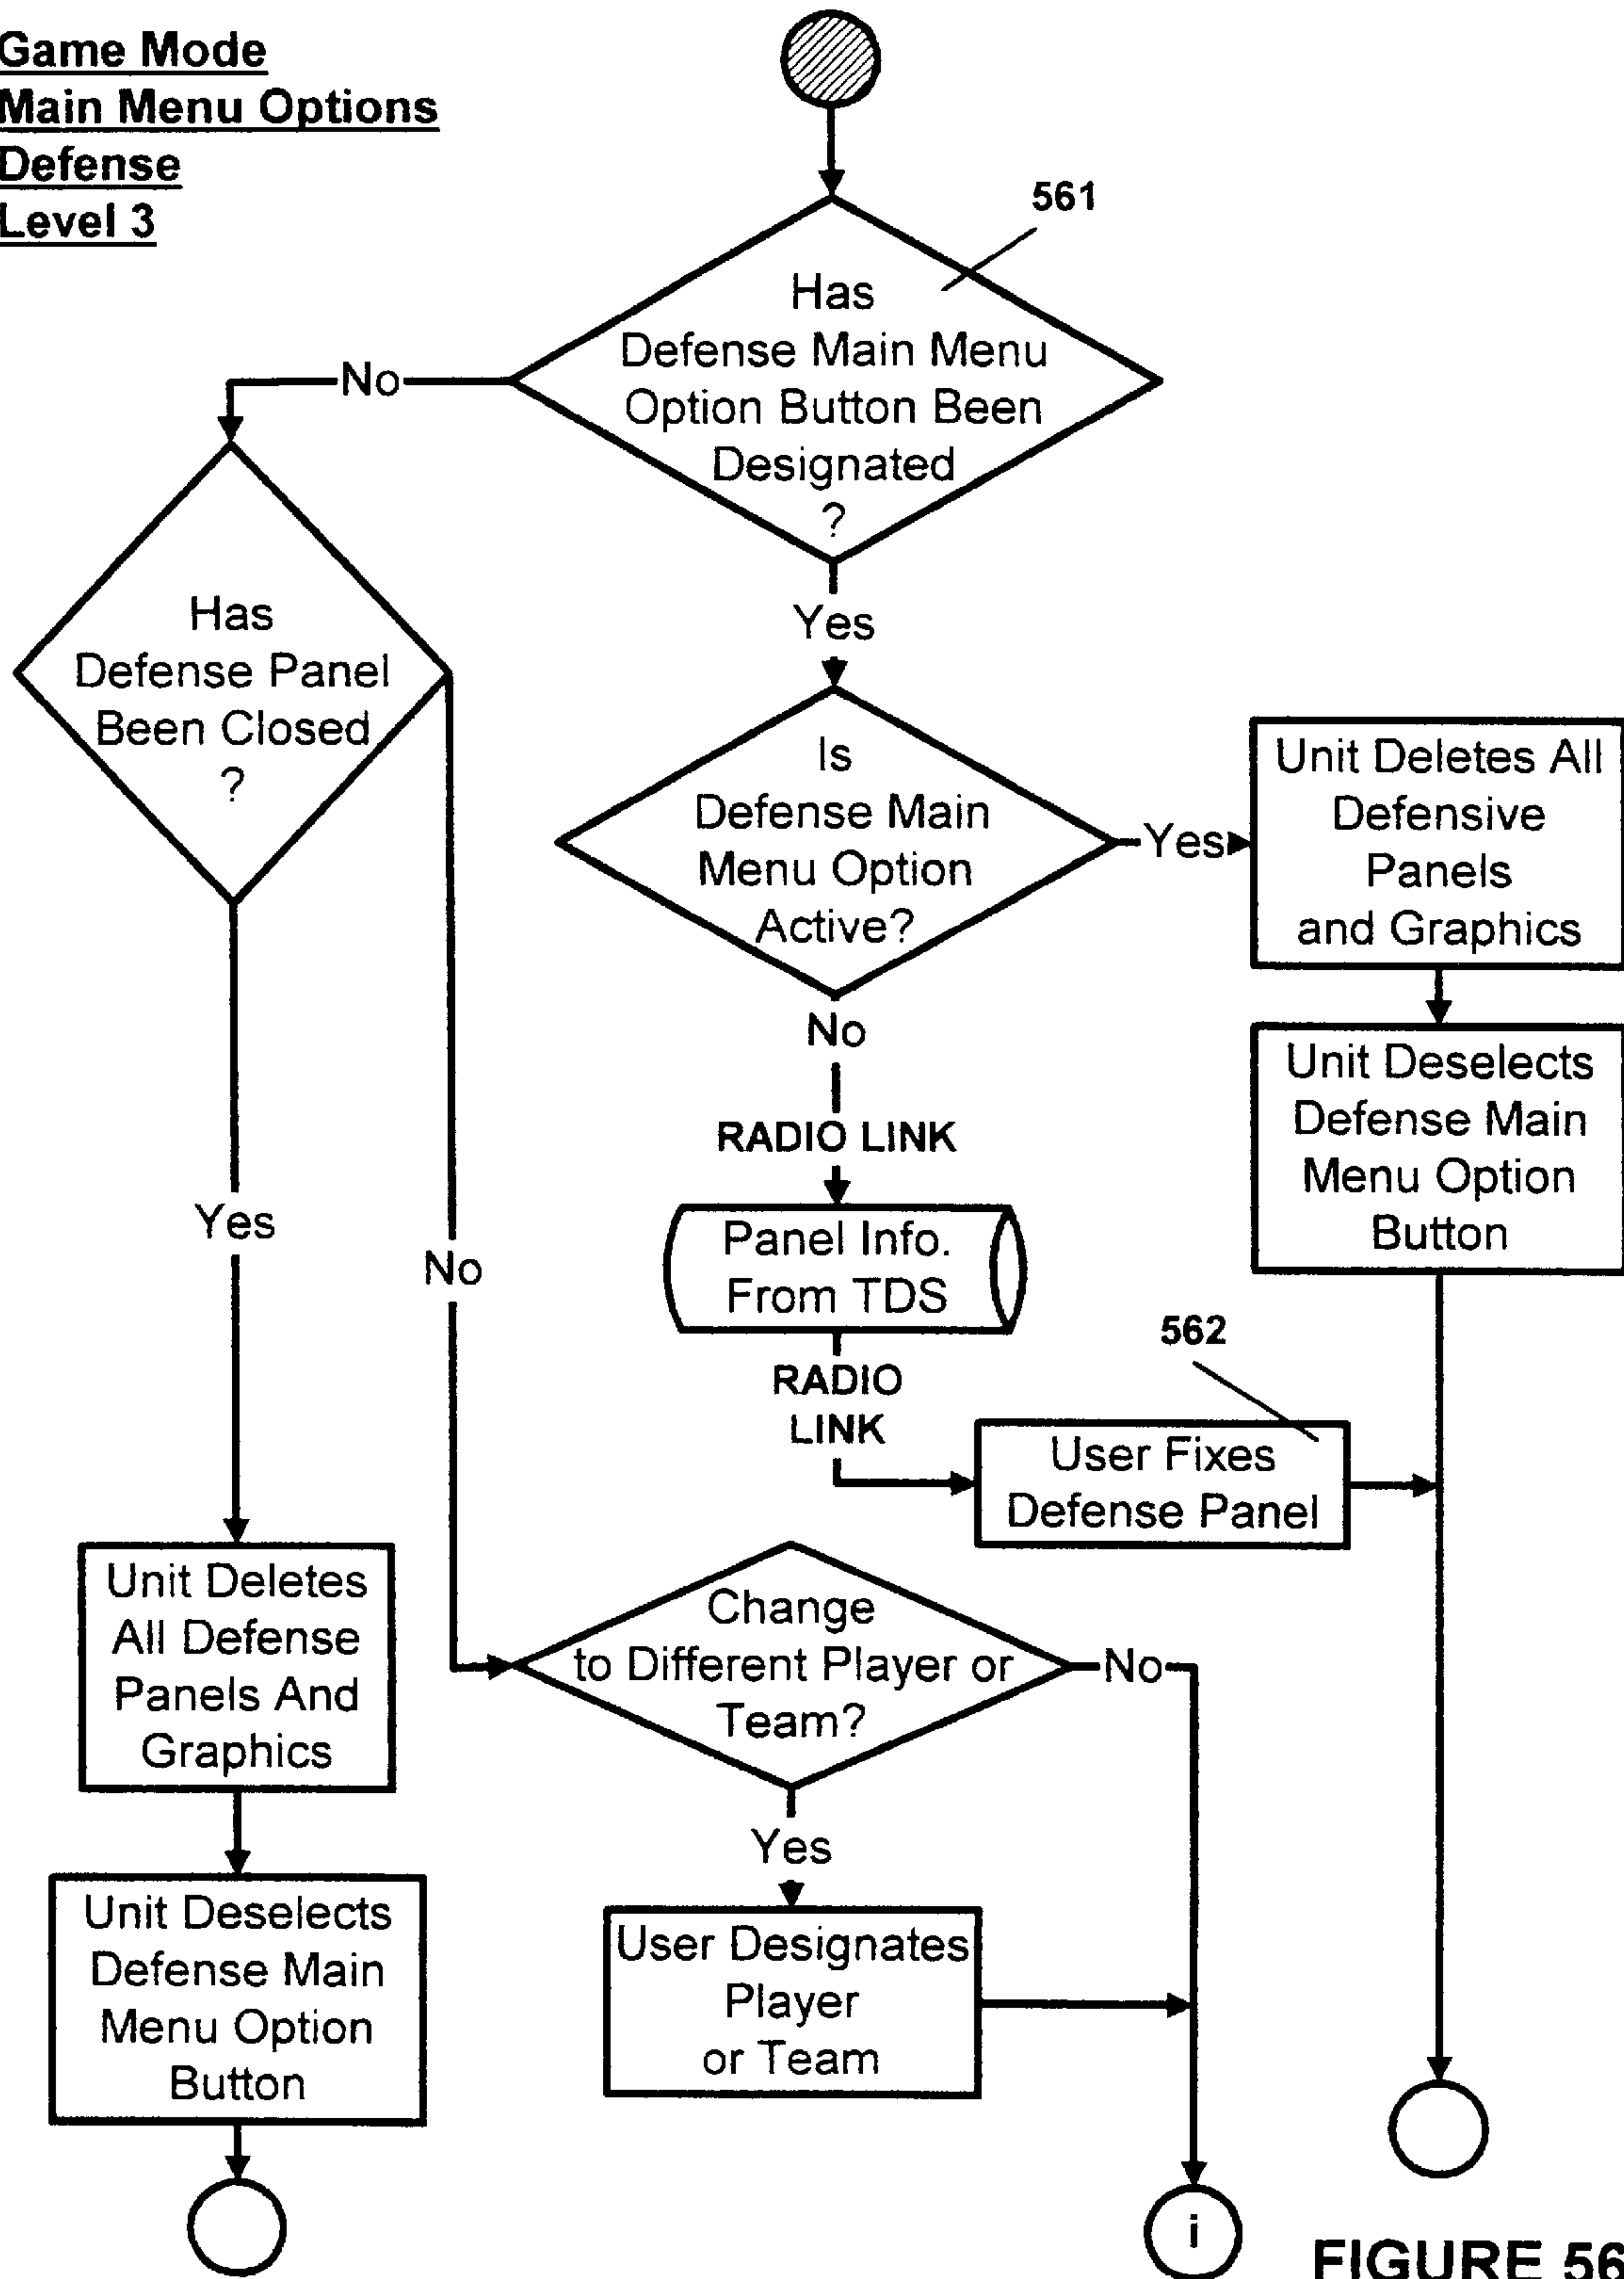 Game Mode
Main Menu Options
Defense
Level 3
561
Has
Defense Main Menu
Option Button Been
Designated
?
No
Yes
Has
Defense Panel
Been Closed
?
Is
Defense Main
Menu Option
Active?
Yes
Unit Deletes All
Defensive
Panels
and Graphics
No
Unit Deselects
Defense Main
Menu Option
Button
RADIO LINK
Panel Info.
From TDS
Yes
No
RADIO
LINK
562
User Fixes
Defense Panel
Unit Deletes
All Defense
Panels And
Graphics
Change
to Different Player or
Team?
No
Yes
Unit Deselects
Defense Main
Menu Option
Button
User Designates
Player
or Team
i
FIGURE 56